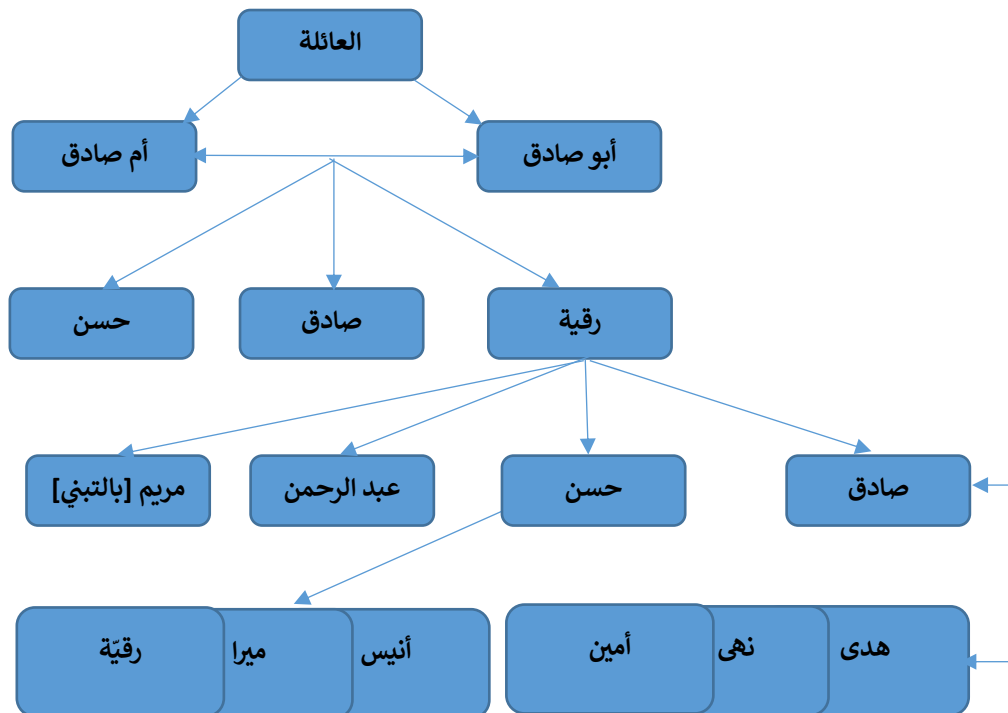 العائلة
أبو صادق
أم صادق
رقية
صادق
حسن
صادق
حسن
عبد الرحمن
مريم [بالتبني]
هدى
نهى
أمين
أنيس
ميرا
رقيّة